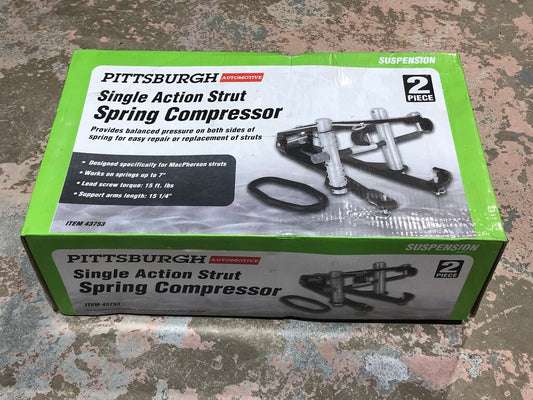 SUSPENSION
PITTSBURGH AUTOMOTIVE
2 PIECE
Single Action Strut
Spring Compressor
Provides balanced pressure on both sides of
spring for easy repair or replacement of struts
• Designed specifically for MacPherson struts
• Works on springs up to 7"
• Lead screw torque: 15 ft. lbs
• Support arms length: 15 1/4"
ITEM 43753
SUSPENSION
PITTSBURGH AUTOMOTIVE
2 PIECE
Single Action Strut
Spring Compressor
ITEM 43753